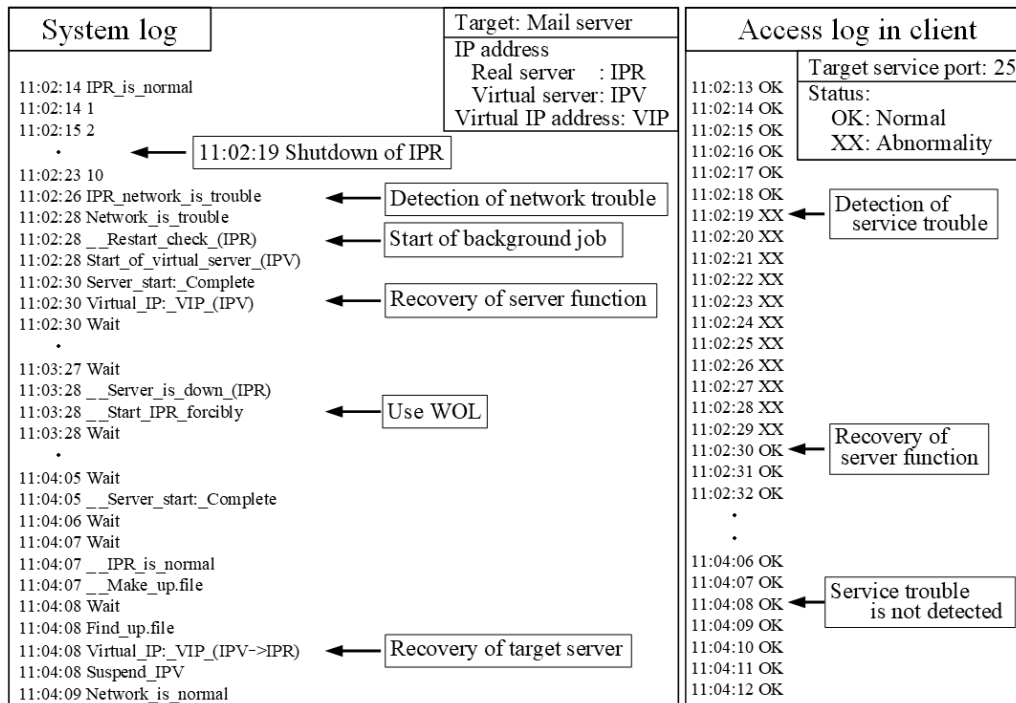 System log
Target: Mail server
IP address
Real server : IPR
Virtual server: IPV
Virtual IP address: VIP
11:02:14 IPR_is_normal
11:02:14 1
11:02:15 2
11:02:19 Shutdown of IPR
11:02:23 10
11:02:26 IPR_network_is_trouble
Detection of network trouble
11:02:28 Network_is_trouble
11:02:28 __Restart_check_(IPR)
Start of background job
11:02:28 Start_of_virtual_server_(IPV)
11:02:30 Server_start:_Complete
11:02:30 Virtual_IP:_VIP_(IPV)
Recovery of server function
11:02:30 Wait
11:03:27 Wait
11:03:28 __Server_is_down_(IPR)
11:03:28 __Start_IPR_forcibly
Use WOL
11:03:28 Wait
11:04:05 Wait
11:04:05 __Server_start:_Complete
11:04:06 Wait
11:04:07 Wait
11:04:07 __IPR_is_normal
11:04:07 __Make_up.file
11:04:08 Wait
11:04:08 Find_up.file
11:04:08 Virtual_IP:_VIP_(IPV->IPR)
Recovery of target server
11:04:08 Suspend_IPV
11:04:09 Network_is_normal
Access log in client
Target service port: 25
Status:
OK: Normal
XX: Abnormality
11:02:13 OK
11:02:14 OK
11:02:15 OK
11:02:16 OK
11:02:17 OK
11:02:18 OK
11:02:19 XX
Detection of
service trouble
11:02:20 XX
11:02:21 XX
11:02:22 XX
11:02:23 XX
11:02:24 XX
11:02:25 XX
11:02:26 XX
11:02:27 XX
11:02:28 XX
11:02:29 XX
11:02:30 OK
Recovery of
server function
11:02:31 OK
11:02:32 OK
11:04:06 OK
11:04:07 OK
11:04:08 OK
Service trouble
is not detected
11:04:09 OK
11:04:10 OK
11:04:11 OK
11:04:12 OK